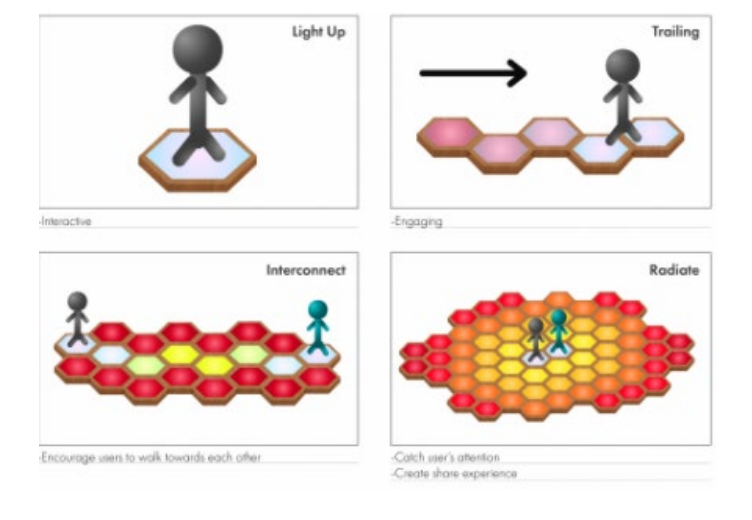 Light Up
Trailing
-Interactive
-Engaging
Interconnect
Radiate
-Encourage users to walk towards each other
-Catch user's attention
-Create share experience